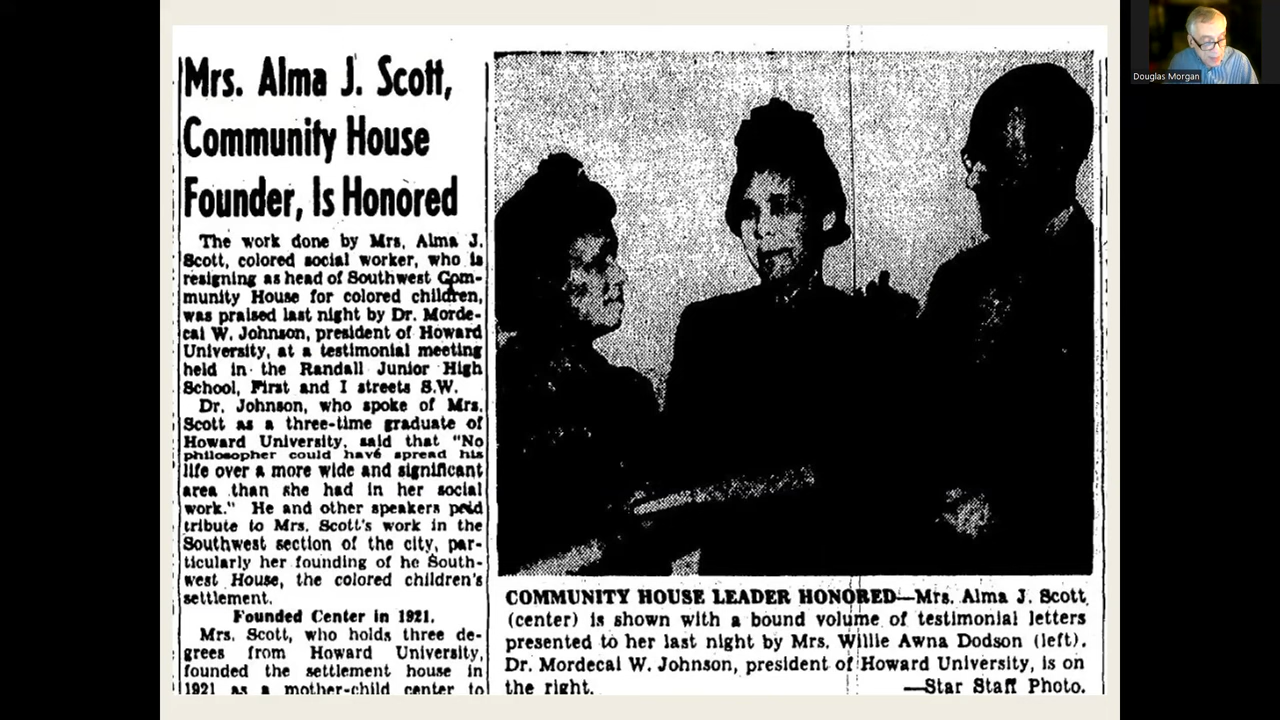 Mrs. Alma J. Scott,
Community House
Founder, Is Honored
The work done by Mrs. Alma J.
Scott, colored social worker, who is
resigning as head of Southwest Com-
munity House for colored children,
was praised last night by Dr. Morde-
cai W. Johnson, president of Howard
University, at a testimonial meeting
held in the Randall Junior High
School, First and I streets S.W.
Dr. Johnson, who spoke of Mrs.
Scott as a three-time graduate of
Howard University, said that "No
philosopher could have spread his
life over a more wide and significant
area than she had in her social
work." He and other speakers paid
tribute to Mrs. Scott's work in the
Southwest section of the city, par-
ticularly her founding of he South-
west House, the colored children's
settlement.
Founded Center in 1921.
Mrs. Scott, who holds three de-
grees from Howard University,
founded the settlement house in
1921 as a mother-child center to
COMMUNITY HOUSE LEADER HONORED—Mrs. Alma J. Scott
(center) is shown with a bound volume of testimonial letters
presented to her last night by Mrs. Willie Awna Dodson (left).
Dr. Mordecai W. Johnson, president of Howard University, is on
the right. —Star Staff Photo.
Douglas Morgan